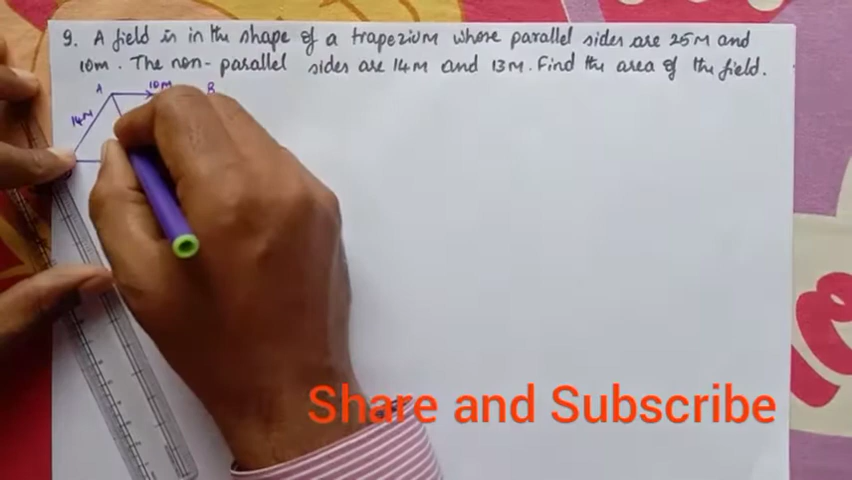 9. A field is in the shape of a trapezium whose parallel sides are 25M and
10m. The non-parallel sides are 14M and 13M. Find the area of the field.
A 10M B
14M
Share and Subscribe